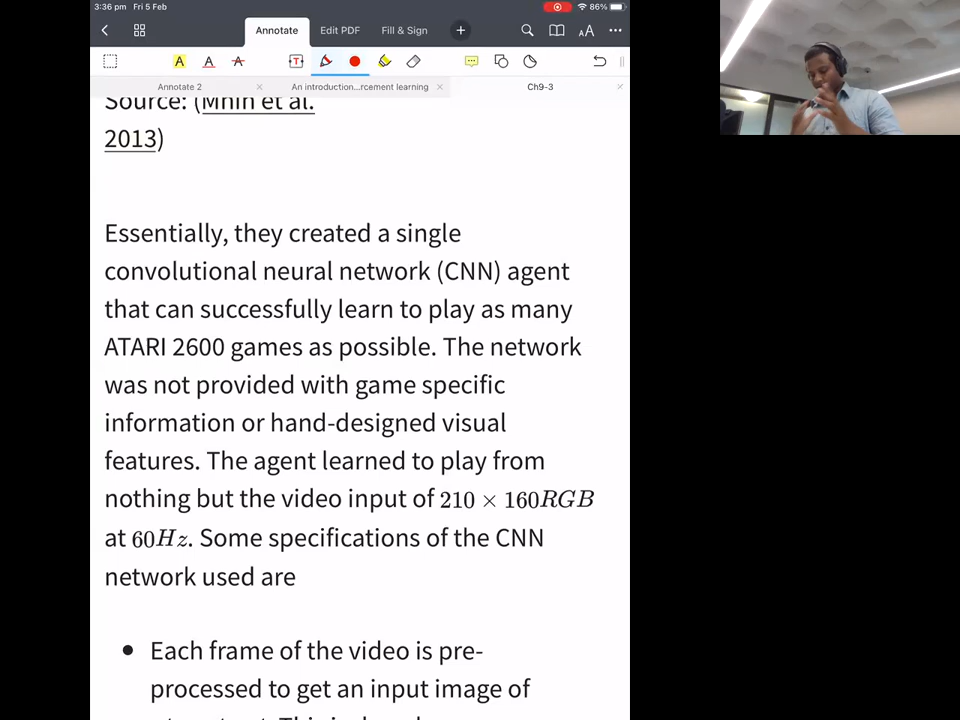 3:36 pm Fri 5 Feb
86%
Annotate
Edit PDF
Fill & Sign
Annotate 2
An introduction...rcement learning
Ch9-3
Source: (Mnih et al.
2013)
Essentially, they created a single
convolutional neural network (CNN) agent
that can successfully learn to play as many
ATARI 2600 games as possible. The network
was not provided with game specific
information or hand-designed visual
features. The agent learned to play from
nothing but the video input of 210 × 160RGB
at 60Hz. Some specifications of the CNN
network used are
• Each frame of the video is pre-
processed to get an input image of